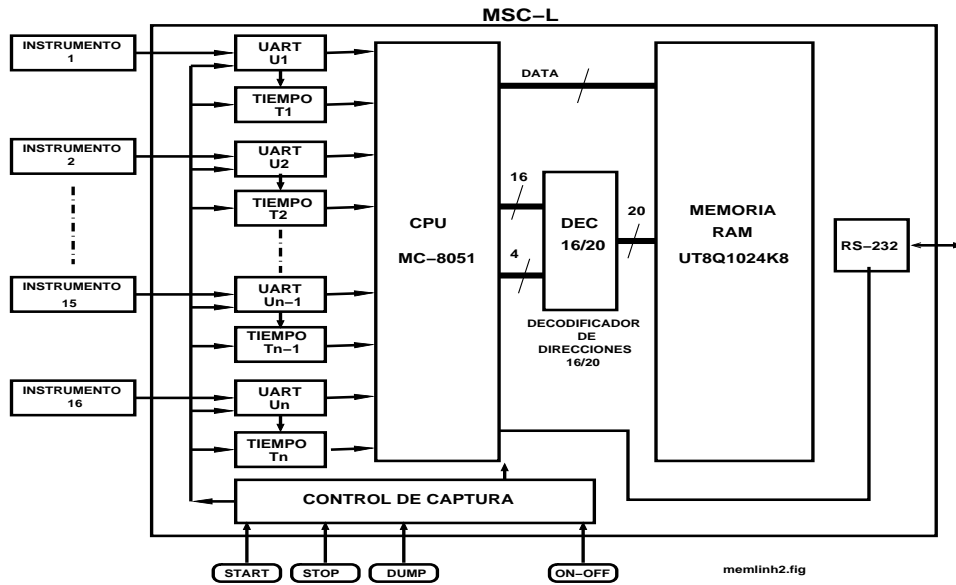 MSC-L
INSTRUMENTO
1
UART
U1
TIEMPO
T1
INSTRUMENTO
2
UART
U2
TIEMPO
T2
INSTRUMENTO
15
UART
Un-1
TIEMPO
Tn-1
INSTRUMENTO
16
UART
Un
TIEMPO
Tn
CPU
MC-8051
DATA
16
4
DEC
16/20
20
DECODIFICADOR
DE
DIRECCIONES
16/20
MEMORIA
RAM
UT8Q1024K8
RS-232
CONTROL DE CAPTURA
START
STOP
DUMP
ON-OFF
memlinh2.fig